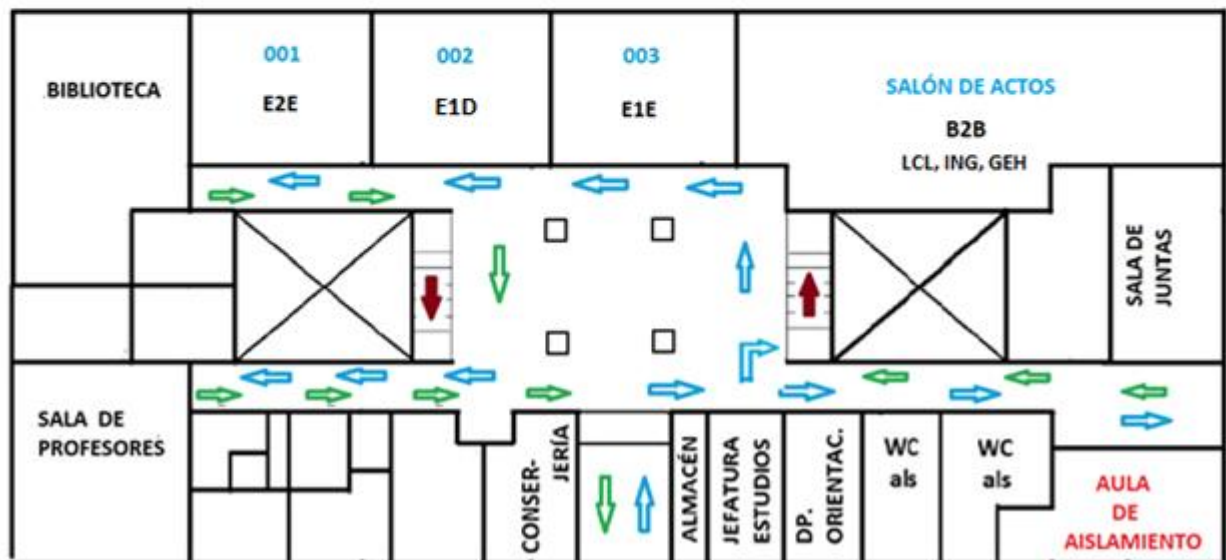 BIBLIOTECA
001
E2E
002
E1D
003
E1E
SALÓN DE ACTOS
B2B
LCL, ING, GEH
SALA DE
JUNTAS
SALA DE
PROFESORES
CONSER-
JERÍA
ALMACÉN
JEFATURA
ESTUDIOS
DP.
ORIENTAC.
WC
als
WC
als
AULA
DE
AISLAMIENTO